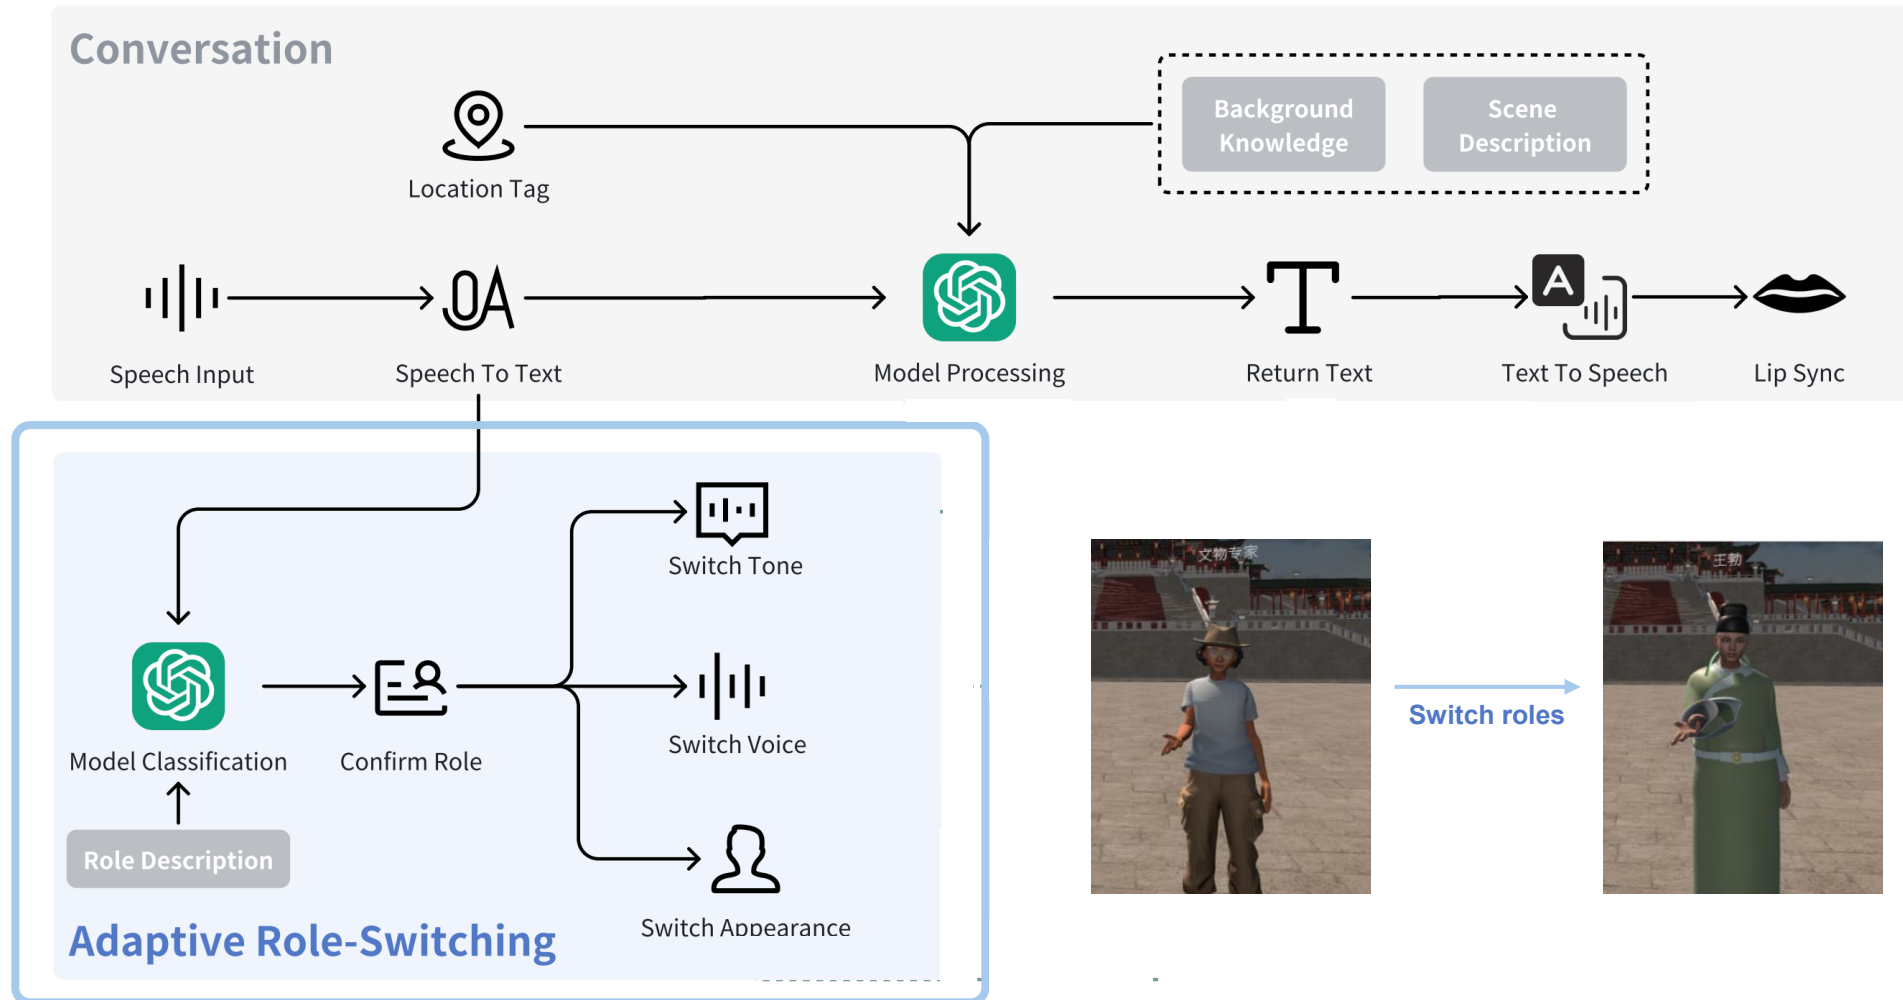 Conversation
Background
Knowledge
Scene
Description
Location Tag
Speech Input
Speech To Text
Model Processing
Return Text
Text To Speech
Lip Sync
Switch Tone
Switch Voice
Model Classification
Confirm Role
Role Description
Switch Appearance
Adaptive Role-Switching
文物专家
王勃
Switch roles